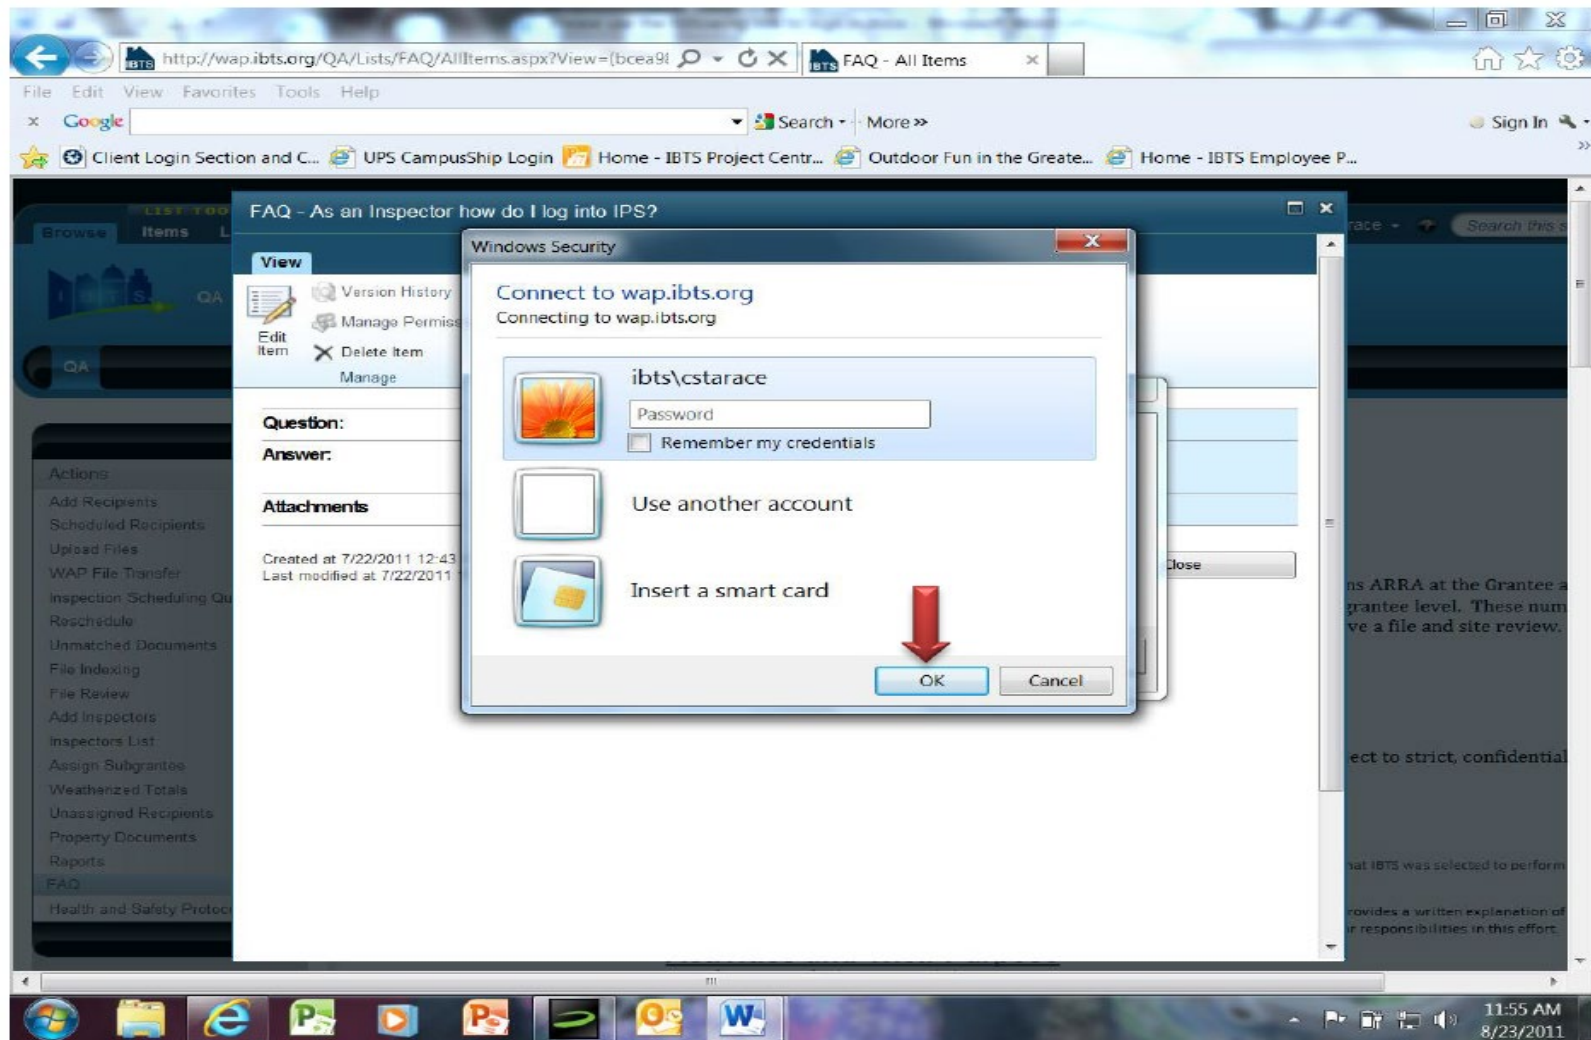 http://wap.ibts.org/QA/Lists/FAQ/AllItems.aspx?View={bcea98
FAQ - All Items
File Edit View Favorites Tools Help
x Google Search More »
Sign In
Client Login Section and C... UPS CampusShip Login Home - IBTS Project Centr... Outdoor Fun in the Greate... Home - IBTS Employee P...
FAQ - As an Inspector how do I log into IPS?
Browse Items
Search this s
IBTS QA
View
Edit Item
Version History
Manage Permiss
Delete Item
Manage
QA
Windows Security
Connect to wap.ibts.org
Connecting to wap.ibts.org
ibts\cstarace
Password
Remember my credentials
Use another account
Insert a smart card
OK Cancel
Question:
Answer:
Attachments
Created at 7/22/2011 12:43
Last modified at 7/22/2011
Close
Actions
Add Recipients
Scheduled Recipients
Upload Files
WAP File Transfer
Inspection Scheduling Qu
Reschedule
Unmatched Documents
File Indexing
File Review
Add Inspectors
Inspectors List
Assign Subgrantee
Weatherized Totals
Unassigned Recipients
Property Documents
Reports
FAQ
Health and Safety Protoc
ns ARRA at the Grantee a
grantee level. These num
ve a file and site review.
ect to strict, confidential
hat IBTS was selected to perform
rovides a written explanation of
r responsibilities in this effort.
11:55 AM
8/23/2011